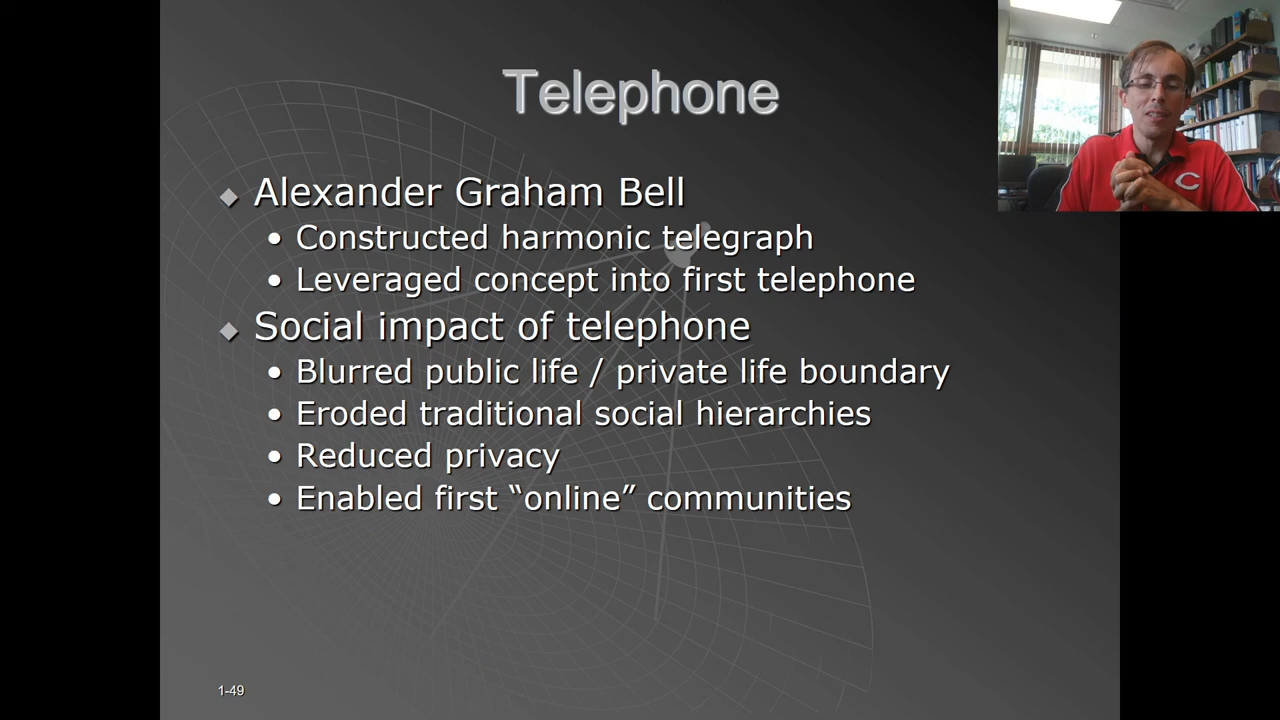 Telephone
Alexander Graham Bell
Constructed harmonic telegraph
Leveraged concept into first telephone
Social impact of telephone
Blurred public life / private life boundary
Eroded traditional social hierarchies
Reduced privacy
Enabled first “online” communities
1-49
C